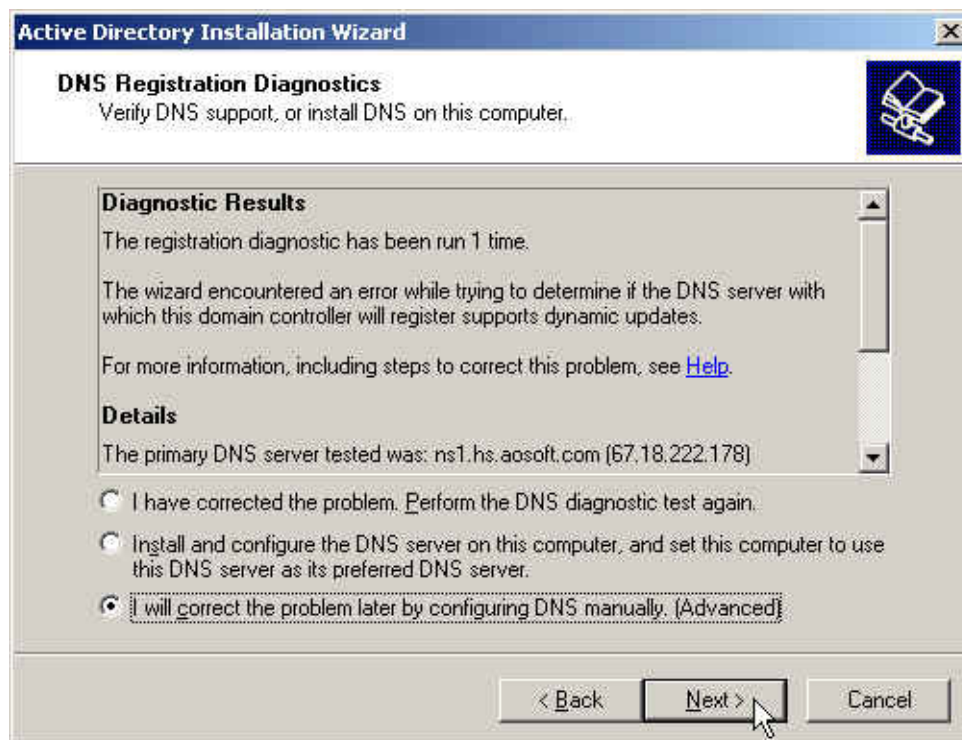 Active Directory Installation Wizard
DNS Registration Diagnostics
Verify DNS support, or install DNS on this computer.
Diagnostic Results
The registration diagnostic has been run 1 time.
The wizard encountered an error while trying to determine if the DNS server with
which this domain controller will register supports dynamic updates.
For more information, including steps to correct this problem, see Help.
Details
The primary DNS server tested was: ns1.hs.aosoft.com (67.18.222.178)
I have corrected the problem. Perform the DNS diagnostic test again.
Install and configure the DNS server on this computer, and set this computer to use
this DNS server as its preferred DNS server.
I will correct the problem later by configuring DNS manually. (Advanced)
< Back
Next >
Cancel